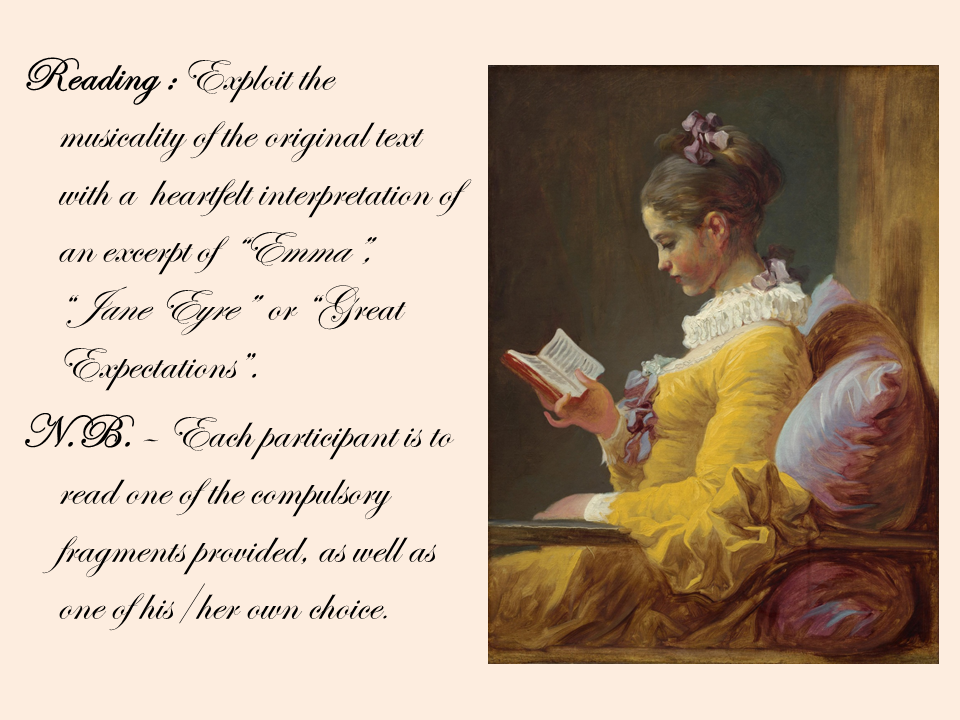 Reading : Exploit the
musicality of the original text
with a heartfelt interpretation of
an excerpt of “Emma”,
“Jane Eyre” or “Great
Expectations”.
N.B. – Each participant is to
read one of the compulsory
fragments provided, as well as
one of his/her own choice.